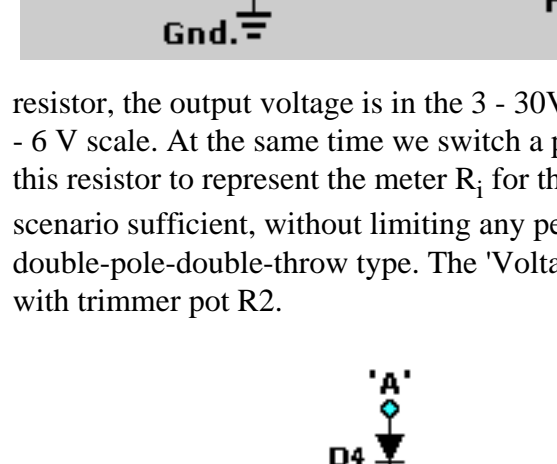 Gnd.
resistor, the output voltage is in the 3 - 30V
- 6 V scale. At the same time we switch a p
this resistor to represent the meter Ri for th
scenario sufficient, without limiting any pe
double-pole-double-throw type. The 'Volta
with trimmer pot R2.
'A'
D4